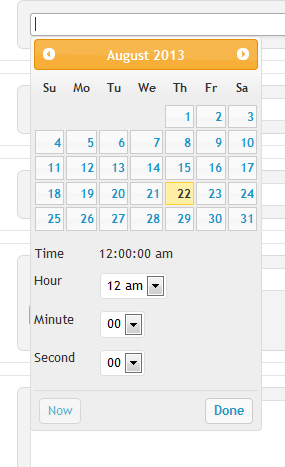 August 2013
Su Mo Tu We Th Fr Sa
1 2 3
4 5 6 7 8 9 10
11 12 13 14 15 16 17
18 19 20 21 22 23 24
25 26 27 28 29 30 31
Time 12:00:00 am
Hour 12 am
Minute 00
Second 00
Now Done